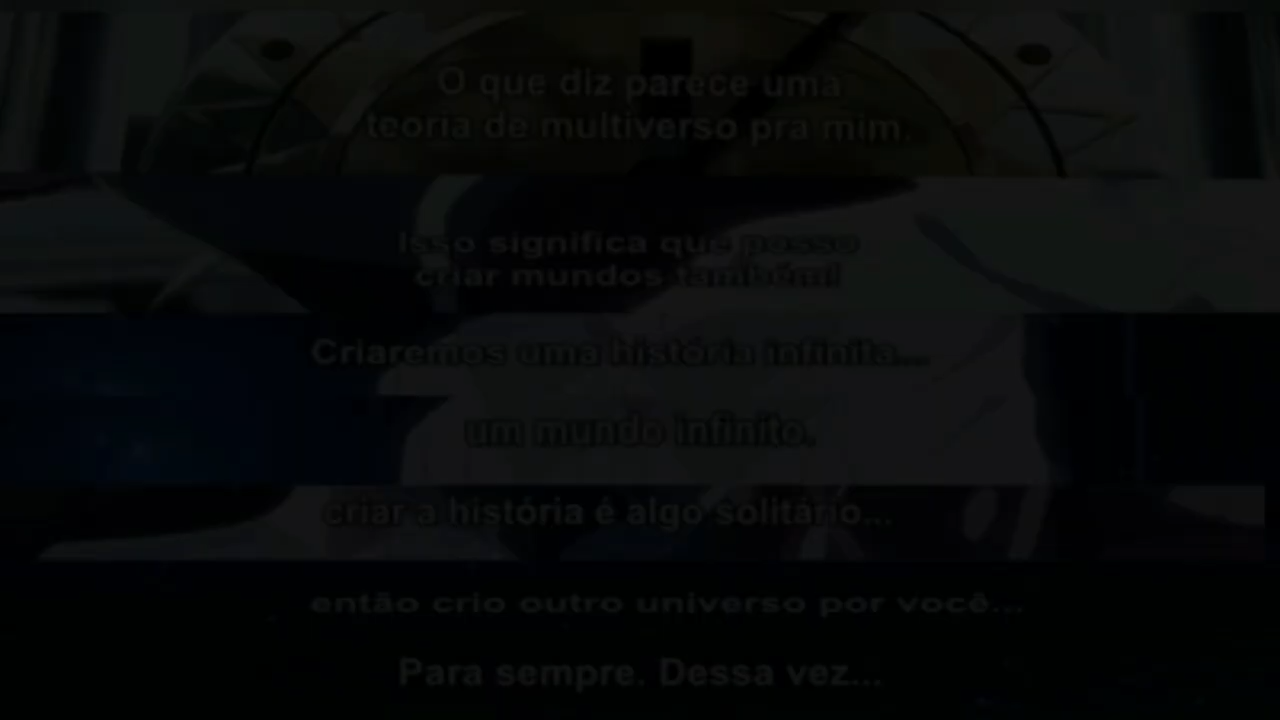 O que diz parece uma
teoria de multiverso pra mim.
Isso significa que posso
criar mundos também!
Criaremos uma história infinita...
um mundo infinito.
criar a história é algo solitário...
então crio outro universo por você...
Para sempre. Dessa vez...